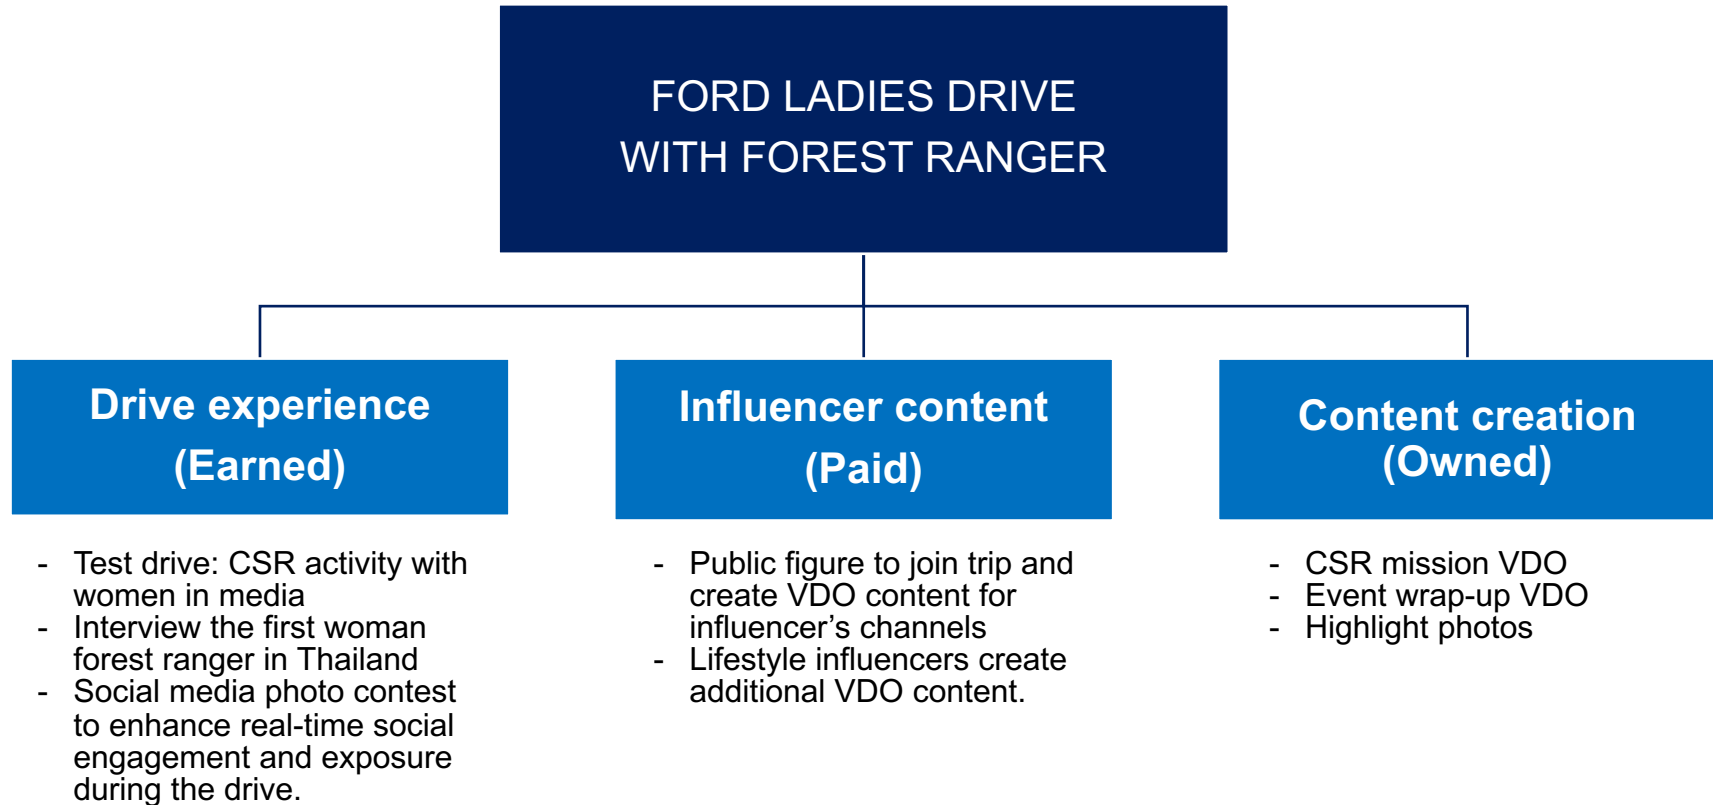 FORD LADIES DRIVE
WITH FOREST RANGER
Drive experience
(Earned)
- Test drive: CSR activity with
women in media
- Interview the first woman
forest ranger in Thailand
- Social media photo contest
to enhance real-time social
engagement and exposure
during the drive.
Influencer content
(Paid)
- Public figure to join trip and
create VDO content for
influencer’s channels
- Lifestyle influencers create
additional VDO content.
Content creation
(Owned)
- CSR mission VDO
- Event wrap-up VDO
- Highlight photos